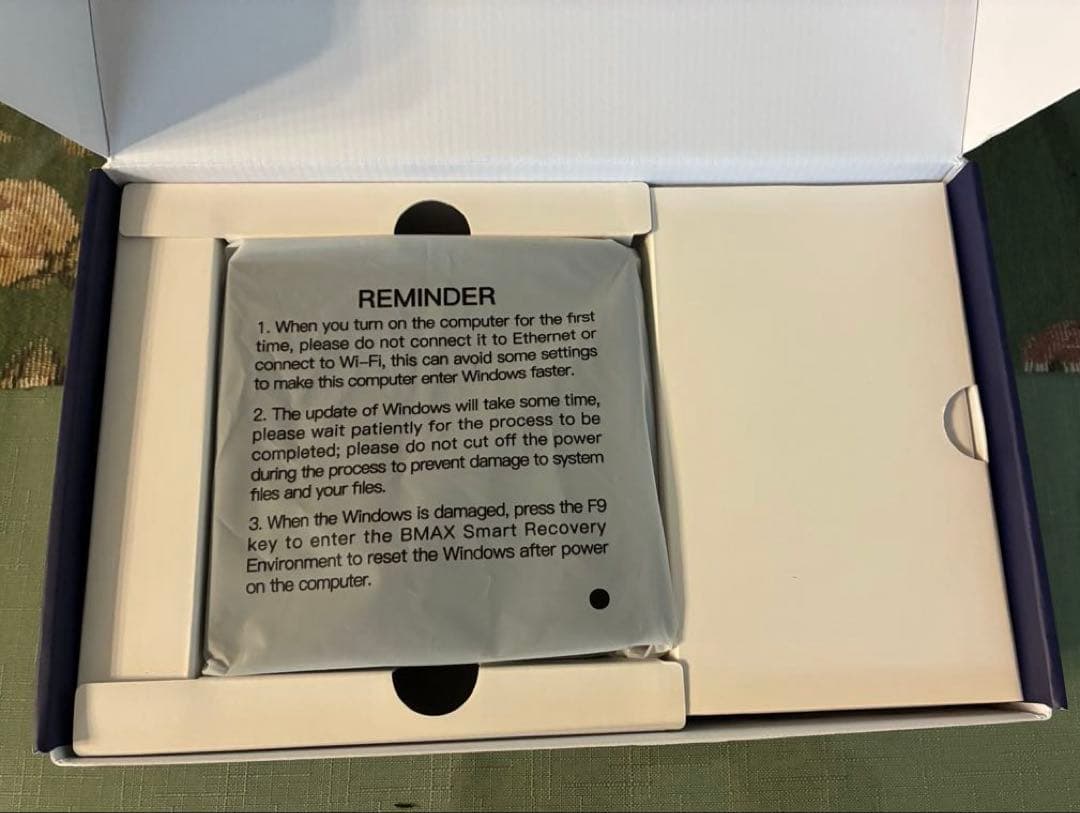 REMINDER
1. When you turn on the computer for the first
time, please do not connect it to Ethernet or
connect to Wi-Fi, this can avoid some settings
to make this computer enter Windows faster.
2. The update of Windows will take some time,
please wait patiently for the process to be
completed; please do not cut off the power
during the process to prevent damage to system
files and your files.
3. When the Windows is damaged, press the F9
key to enter the BMAX Smart Recovery
Environment to reset the Windows after power
on the computer.